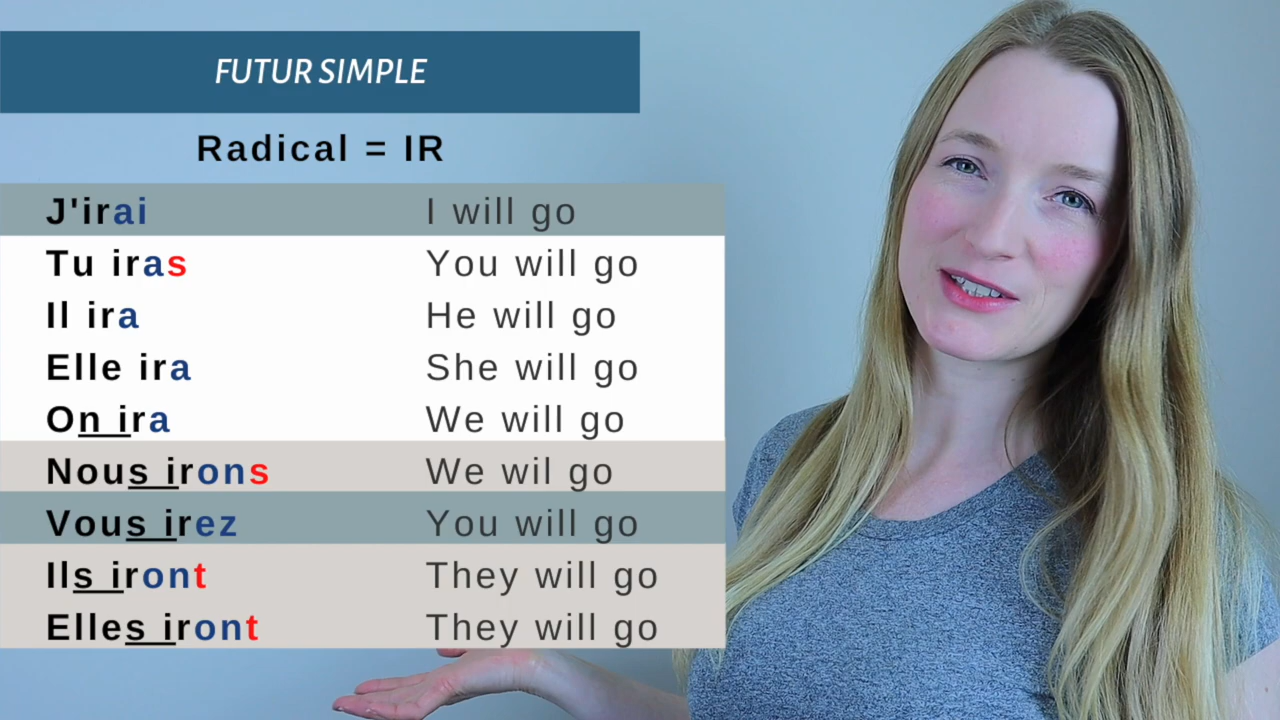 FUTUR SIMPLE
Radical = IR
J'irai I will go
Tu iras You will go
Il ira He will go
Elle ira She will go
On ira We will go
Nous irons We wil go
Vous irez You will go
Ils iront They will go
Elles iront They will go